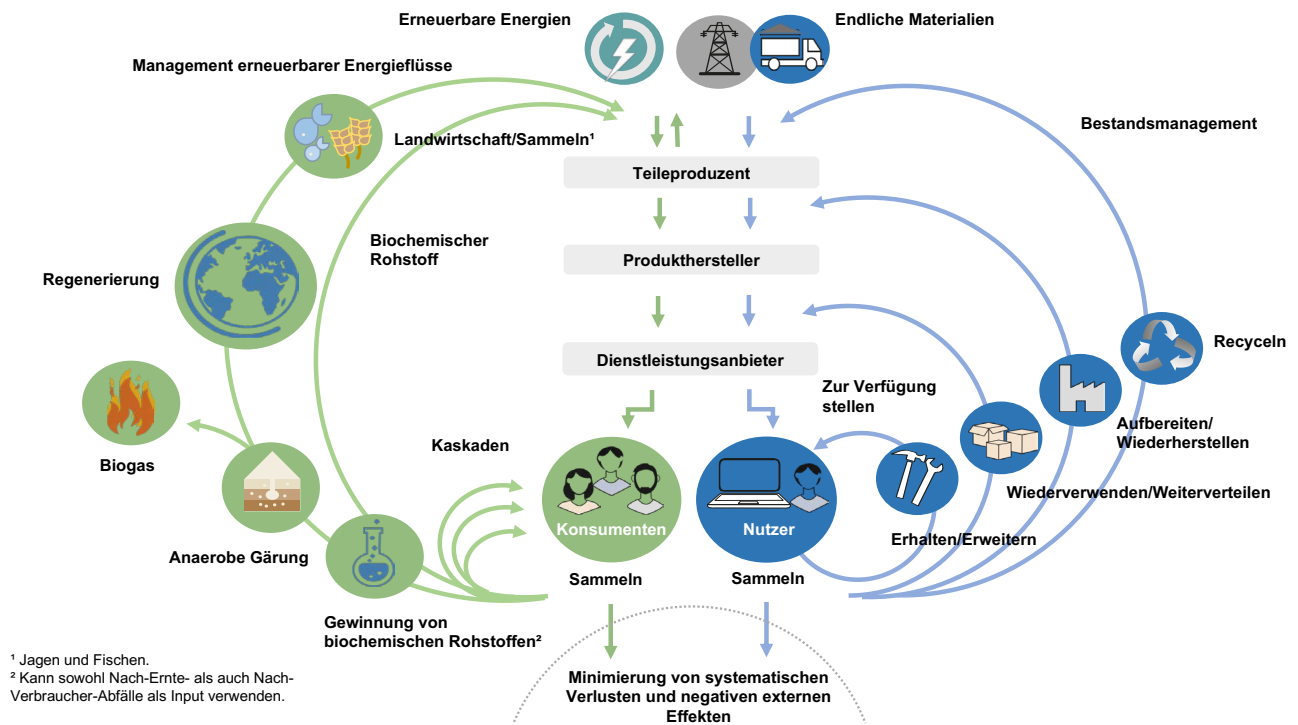 Erneuerbare Energien
Endliche Materialien
Management erneuerbarer Energieflüsse
Bestandsmanagement
Landwirtschaft/Sammeln¹
Teileproduzent
Biochemischer
Rohstoff
Regenerierung
Produkthersteller
Recyceln
Dienstleistungsanbieter
Zur Verfügung
stellen
Aufbereiten/
Wiederherstellen
Kaskaden
Biogas
Wiederverwenden/Weiterverteilen
Konsumenten
Nutzer
Erhalten/Erweitern
Anaerobe Gärung
Sammeln
Sammeln
Gewinnung von
biochemischen Rohstoffen²
Minimierung von systematischen
Verlusten und negativen externen
Effekten
¹ Jagen und Fischen.
² Kann sowohl Nach-Ernte- als auch Nach-
Verbraucher-Abfälle als Input verwenden.